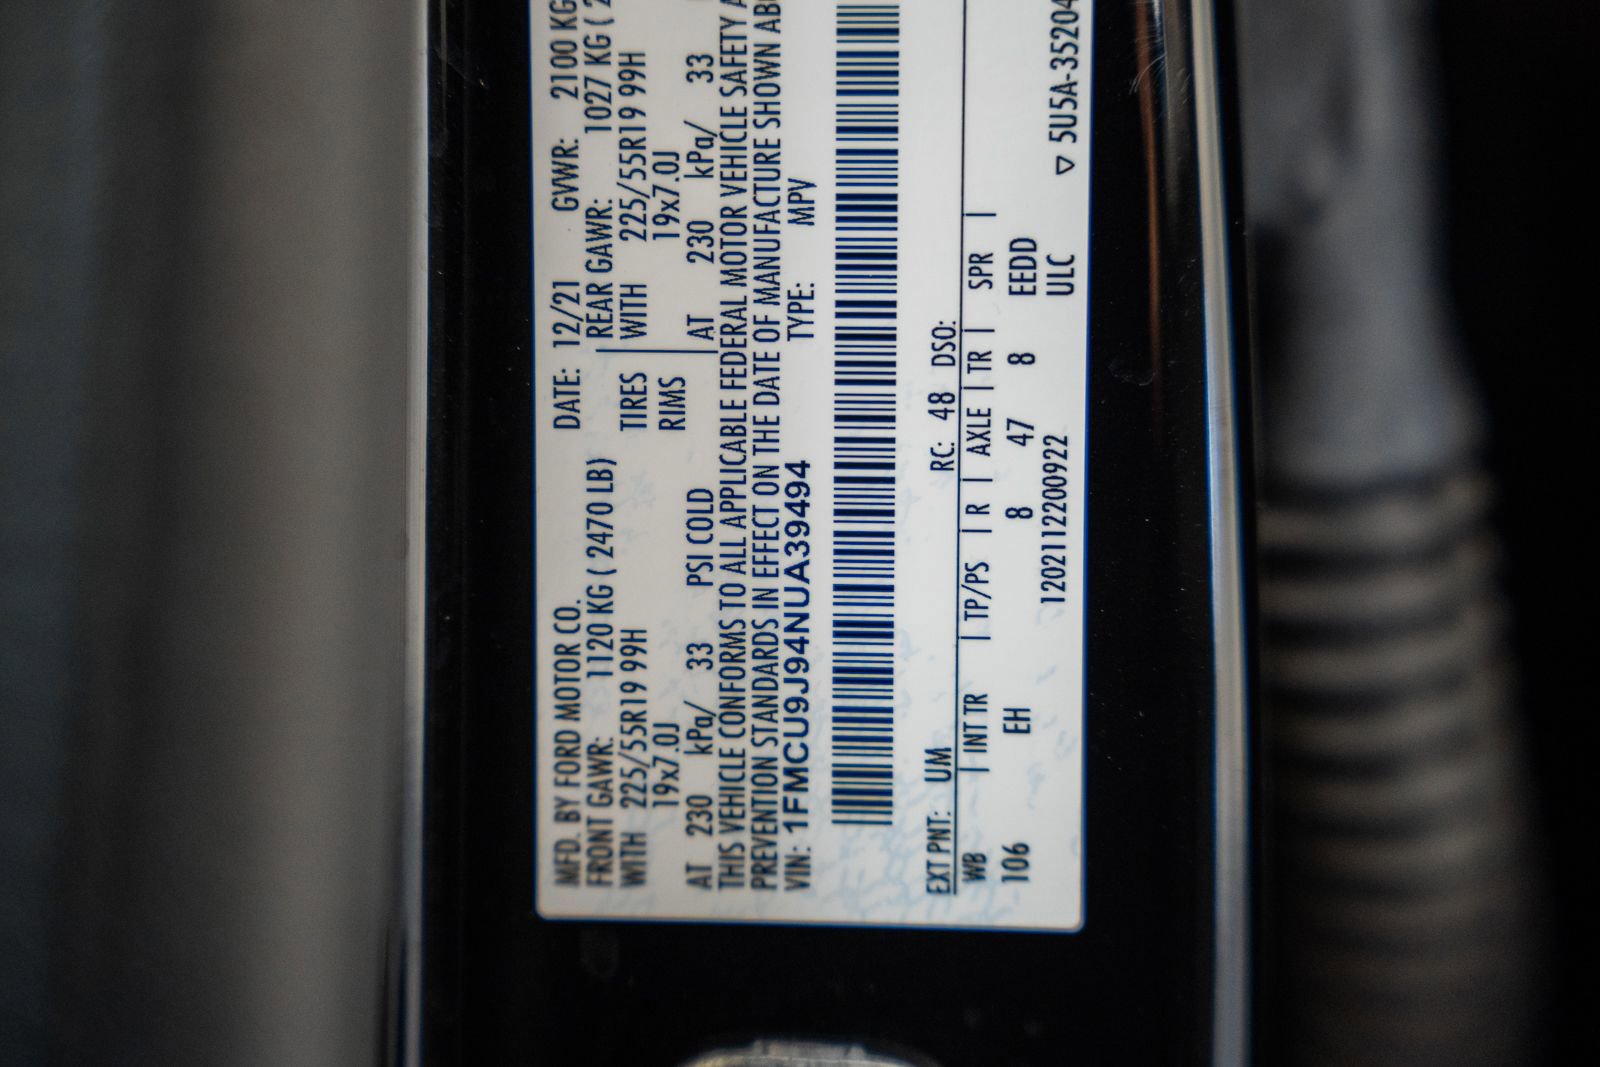 MFD. BY FORD MOTOR CO. DATE: 12/21 GVWR: 2100 KG
FRONT GAWR: 1120 KG ( 2470 LB) REAR GAWR: 1027 KG ( 2
WITH 225/55R19 99H TIRES WITH 225/55R19 99H
19x7.0J RIMS 19x7.0J
AT 230 kPa/ 33 PSI COLD AT 230 kPa/ 33
THIS VEHICLE CONFORMS TO ALL APPLICABLE FEDERAL MOTOR VEHICLE SAFETY A
PREVENTION STANDARDS IN EFFECT ON THE DATE OF MANUFACTURE SHOWN AB
VIN: 1FMCU9J94NUA39494 TYPE: MPV
EXT PNT: UM RC: 48 DSO:
WB | INT TR | TP/PS | R | AXLE | TR | SPR |
106 EH 8 47 8 EEDD
1202112200922 ULC ▽ 5U5A-35204